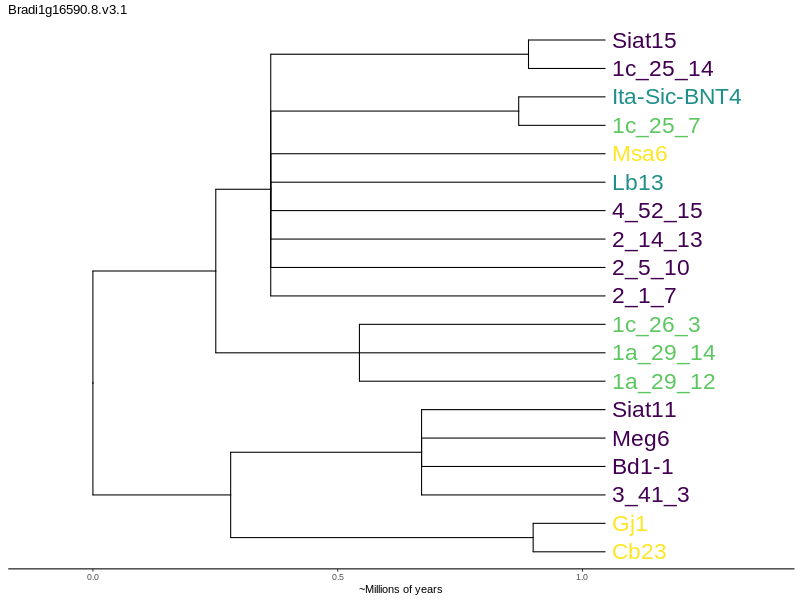 Bradi1g16590.8.v3.1
Siat15
1c_25_14
Ita-Sic-BNT4
1c_25_7
Msa6
Lb13
4_52_15
2_14_13
2_5_10
2_1_7
1c_26_3
1a_29_14
1a_29_12
Siat11
Meg6
Bd1-1
3_41_3
Gj1
Cb23
0.0 0.5 1.0
~Millions of years